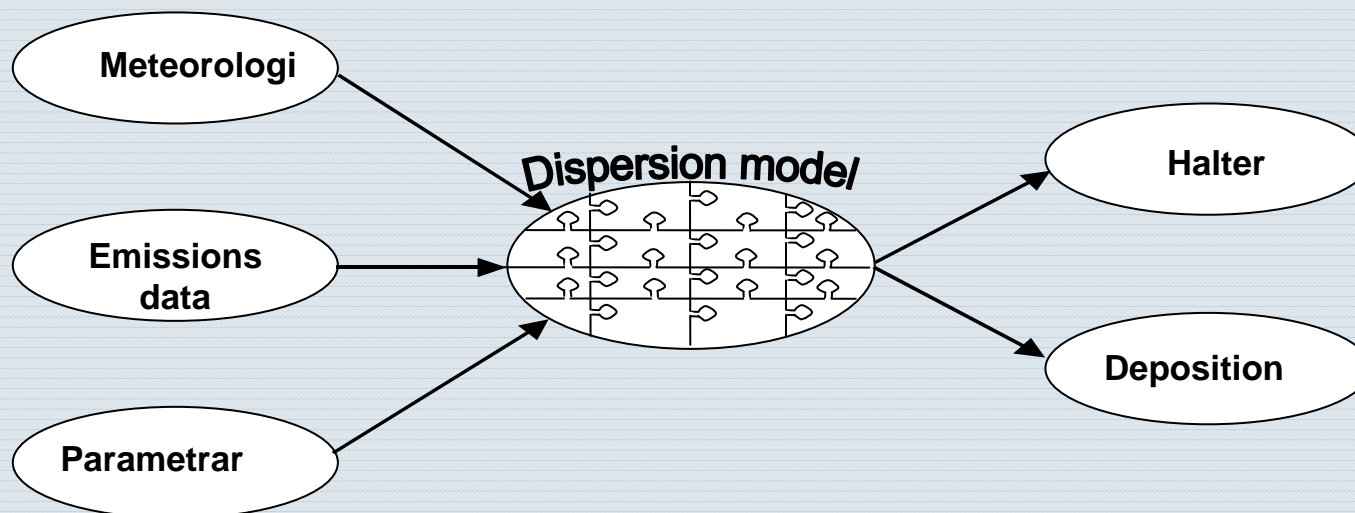 Meteorologi
Emissions
data
Parametrar
Dispersion model
Halter
Deposition